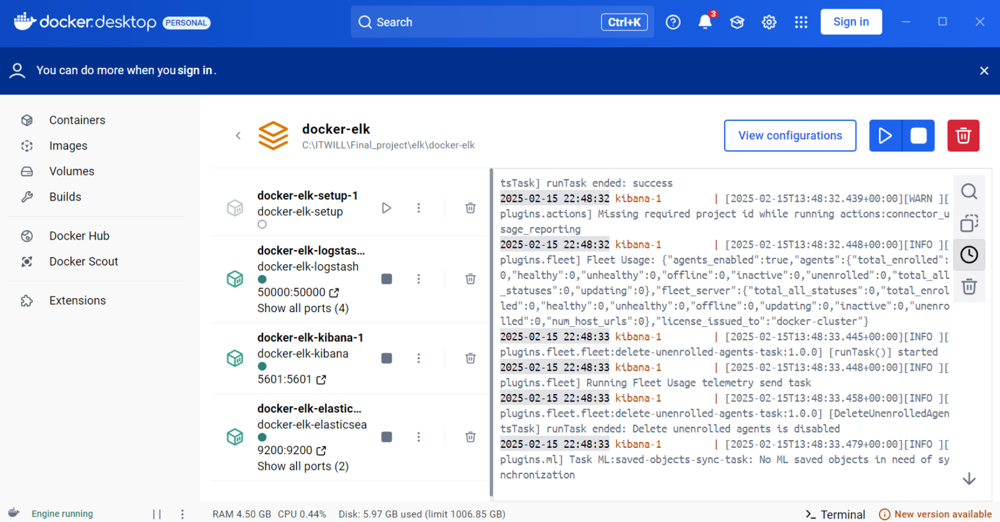 docker.desktop PERSONAL
Search
Ctrl+K
3
Sign in
You can do more when you sign in.
Containers
Images
Volumes
Builds
Docker Hub
Docker Scout
Extensions
docker-elk
C:\ITWILL\Final_project\elk\docker-elk
View configurations
docker-elk-setup-1
docker-elk-setup
docker-elk-logstas...
docker-elk-logstash
50000:50000
Show all ports (4)
docker-elk-kibana-1
docker-elk-kibana
5601:5601
docker-elk-elastic...
docker-elk-elasticsea
9200:9200
Show all ports (2)
tsTask] runTask ended: success
2025-02-15 22:48:32 kibana-1 | [2025-02-15T13:48:32.439+00:00][WARN ][
plugins.actions] Missing required project id while running actions:connector_u
sage_reporting
2025-02-15 22:48:32 kibana-1 | [2025-02-15T13:48:32.448+00:00][INFO ][
plugins.fleet] Fleet Usage: {"agents_enabled":true,"agents":{"total_enrolled":
0,"healthy":0,"unhealthy":0,"offline":0,"inactive":0,"unenrolled":0,"total_all
_statuses":0,"updating":0},"fleet_server":{"total_all_statuses":0,"total_enrol
led":0,"healthy":0,"unhealthy":0,"offline":0,"updating":0,"inactive":0,"unenro
lled":0,"num_host_urls":0},"license_issued_to":"docker-cluster"}
2025-02-15 22:48:33 kibana-1 | [2025-02-15T13:48:33.445+00:00][INFO ][
plugins.fleet.fleet:delete-unenrolled-agents-task:1.0.0] [runTask()] started
2025-02-15 22:48:33 kibana-1 | [2025-02-15T13:48:33.448+00:00][INFO ][
plugins.fleet] Running Fleet Usage telemetry send task
2025-02-15 22:48:33 kibana-1 | [2025-02-15T13:48:33.458+00:00][INFO ][
plugins.fleet.fleet:delete-unenrolled-agents-task:1.0.0] [DeleteUnenrolledAgen
tsTask] runTask ended: Delete unenrolled agents is disabled
2025-02-15 22:48:33 kibana-1 | [2025-02-15T13:48:33.479+00:00][INFO ][
plugins.ml] Task ML:saved-objects-sync-task: No ML saved objects in need of sy
nchronization
Engine running
RAM 4.50 GB CPU 0.44% Disk: 5.97 GB used (limit 1006.85 GB)
Terminal
New version available